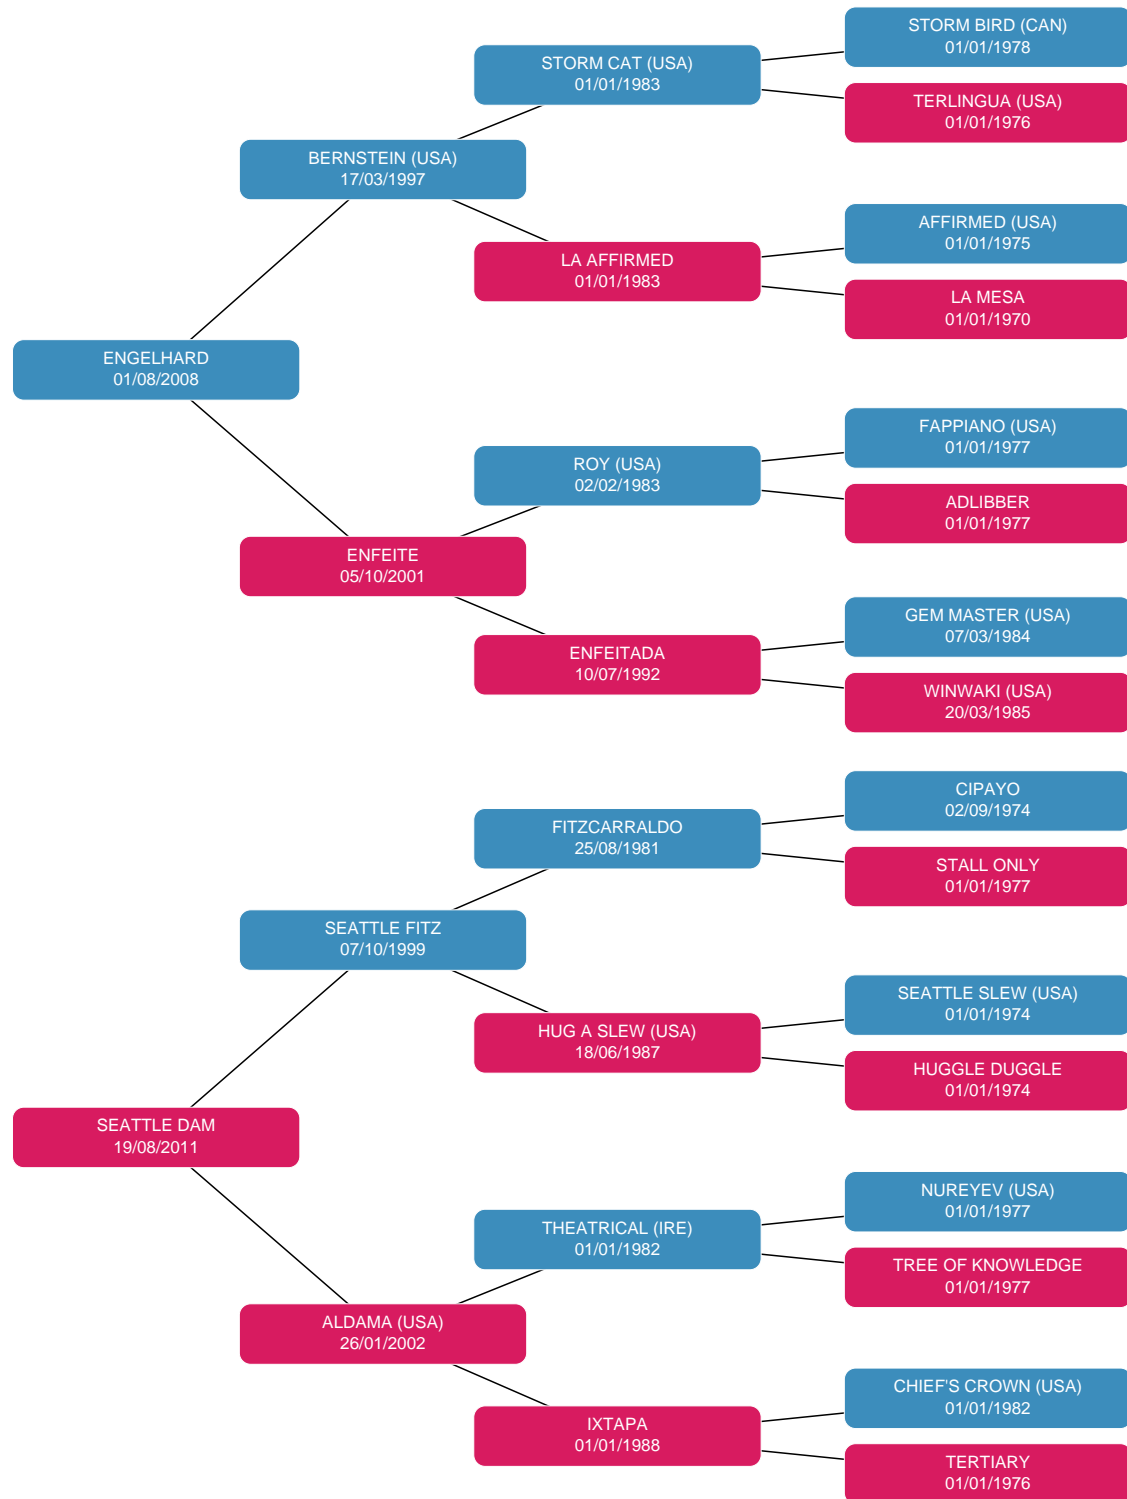 STORM BIRD (CAN)
01/01/1978
STORM CAT (USA)
01/01/1983
TERLINGUA (USA)
01/01/1976
BERNSTEIN (USA)
17/03/1997
AFFIRMED (USA)
01/01/1975
LA AFFIRMED
01/01/1983
LA MESA
01/01/1970
ENGELHARD
01/08/2008
FAPPIANO (USA)
01/01/1977
ROY (USA)
02/02/1983
ADLIBBER
01/01/1977
ENFEITE
05/10/2001
GEM MASTER (USA)
07/03/1984
ENFEITADA
10/07/1992
WINWAKI (USA)
20/03/1985
CIPAYO
02/09/1974
FITZCARRALDO
25/08/1981
STALL ONLY
01/01/1977
SEATTLE FITZ
07/10/1999
SEATTLE SLEW (USA)
01/01/1974
HUG A SLEW (USA)
18/06/1987
HUGGLE DUGGLE
01/01/1974
SEATTLE DAM
19/08/2011
NUREYEV (USA)
01/01/1977
THEATRICAL (IRE)
01/01/1982
TREE OF KNOWLEDGE
01/01/1977
ALDAMA (USA)
26/01/2002
CHIEF'S CROWN (USA)
01/01/1982
IXTAPA
01/01/1988
TERTIARY
01/01/1976